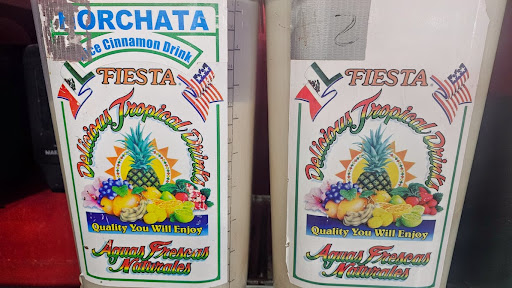 HORCHATA
Rice Cinnamon Drink
FIESTA
Delicious Tropical Drinks
Quality You Will Enjoy
Aguas Frescas
Naturales
2
FIESTA
Delicious Tropical Drinks
Quality You Will Enjoy
Aguas Frescas
Naturales